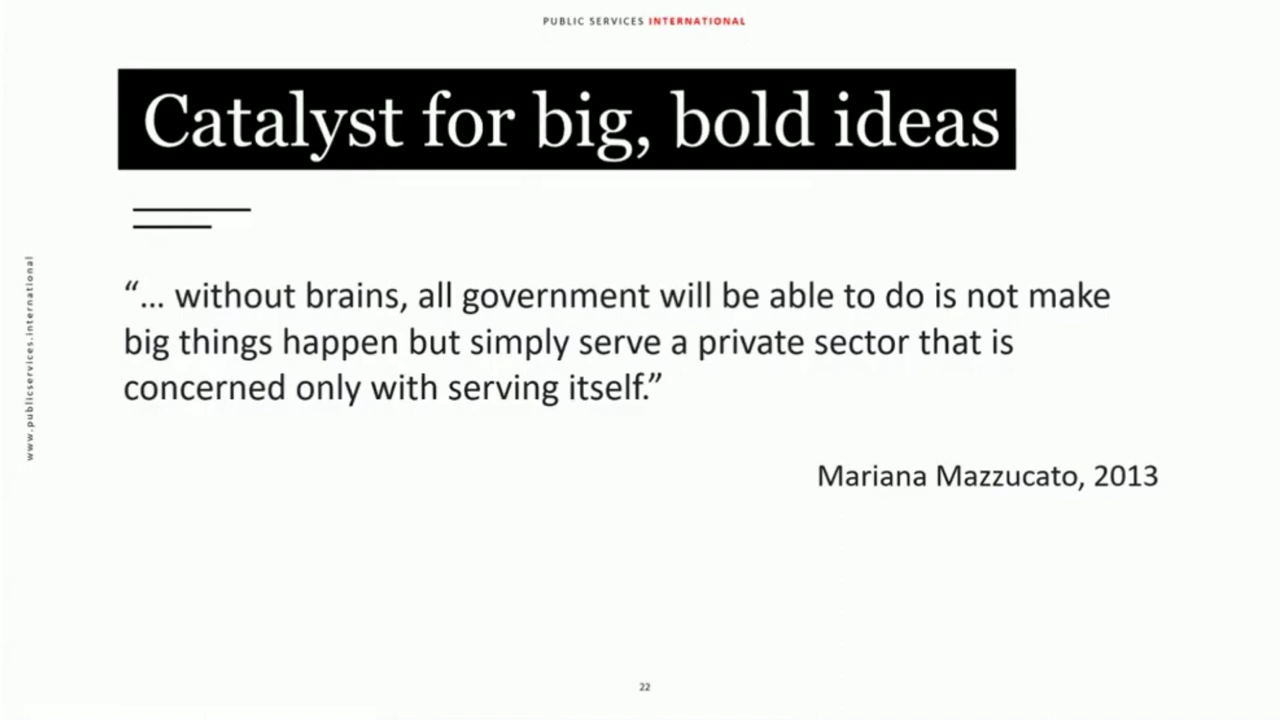 PUBLIC SERVICES INTERNATIONAL
Catalyst for big, bold ideas
www.publicservices.international
“... without brains, all government will be able to do is not make
big things happen but simply serve a private sector that is
concerned only with serving itself.”
Mariana Mazzucato, 2013
22